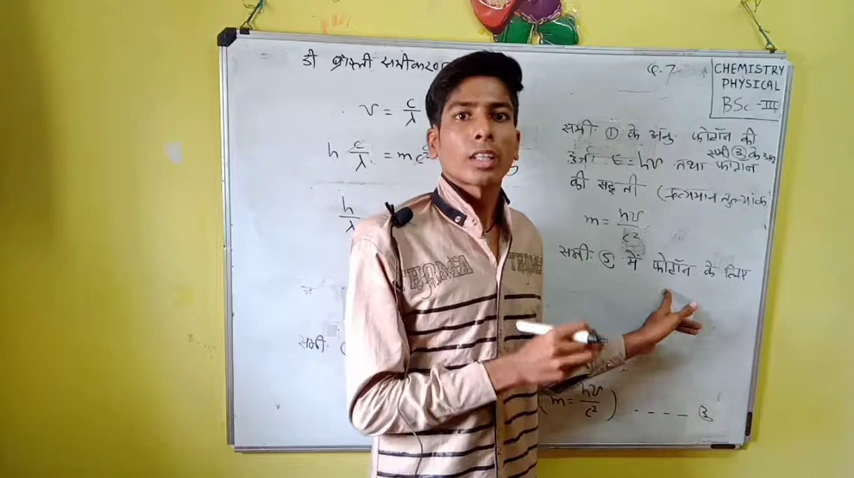 डी ब्रोग्ली समीकरण
ν = c/λ
h c/λ = mc
h/λ
समी.
Q.7
CHEMISTRY
PHYSICAL
BSc-III
समी. ① के अनु. फोटॉन की
ऊर्जा E = hν तथा फोटॉन
समी ③ के अनु
की संहती (द्रव्यमान तुल्यांक)
m = hν/c²
समी. 5 में फोटॉन के लिए
(m = hν/c²) ---- ③